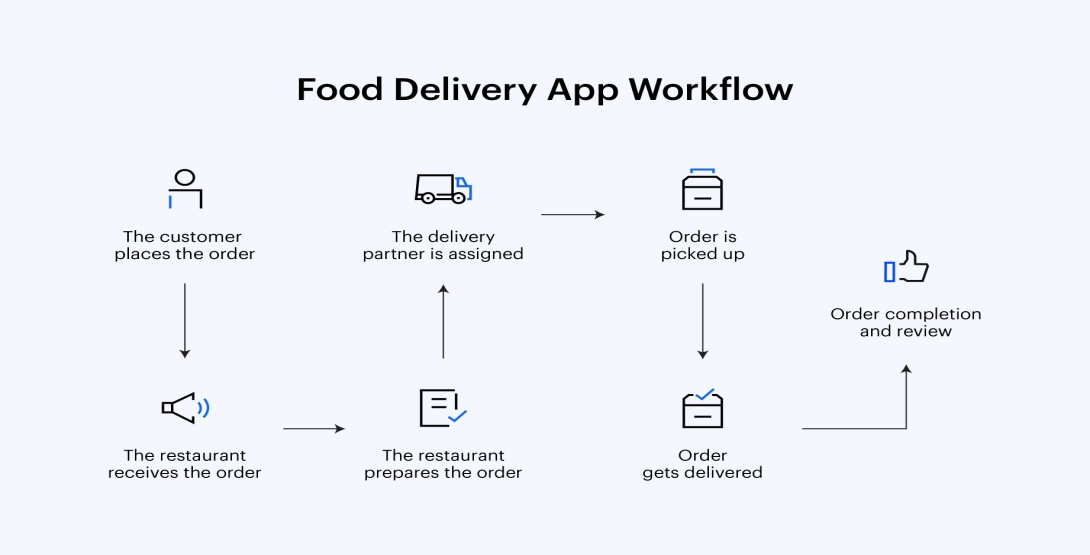 Food Delivery App Workflow
The customer
places the order
The restaurant
receives the order
The restaurant
prepares the order
The delivery
partner is assigned
Order is
picked up
Order
gets delivered
Order completion
and review